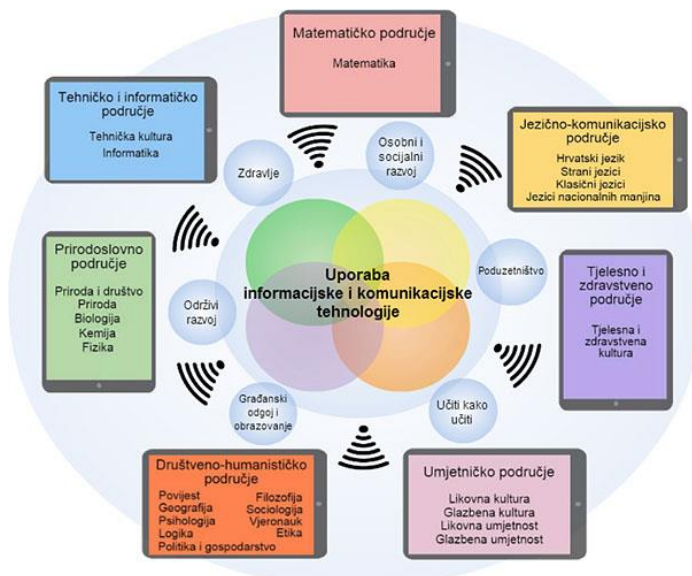 Matematičko područje
Matematika
Tehničko i informatičko
područje
Tehnička kultura
Informatika
Jezično-komunikacijsko
područje
Hrvatski jezik
Strani jezici
Klasični jezici
Jezici nacionalnih manjina
Zdravlje
Osobni i
socijalni
razvoj
Prirodoslovno
područje
Priroda i društvo
Priroda
Biologija
Kemija
Fizika
Održivi
razvoj
Uporaba
informacijske i komunikacijske
tehnologije
Poduzetništvo
Tjelesno i
zdravstveno
područje
Tjelesna i
zdravstvena
kultura
Građanski
odgoj i
obrazovanje
Učiti kako
učiti
Društveno-humanističko
područje
Povijest Filozofija
Geografija Sociologija
Psihologija Vjeronauk
Logika Etika
Politika i gospodarstvo
Umjetničko područje
Likovna kultura
Glazbena kultura
Likovna umjetnost
Glazbena umjetnost